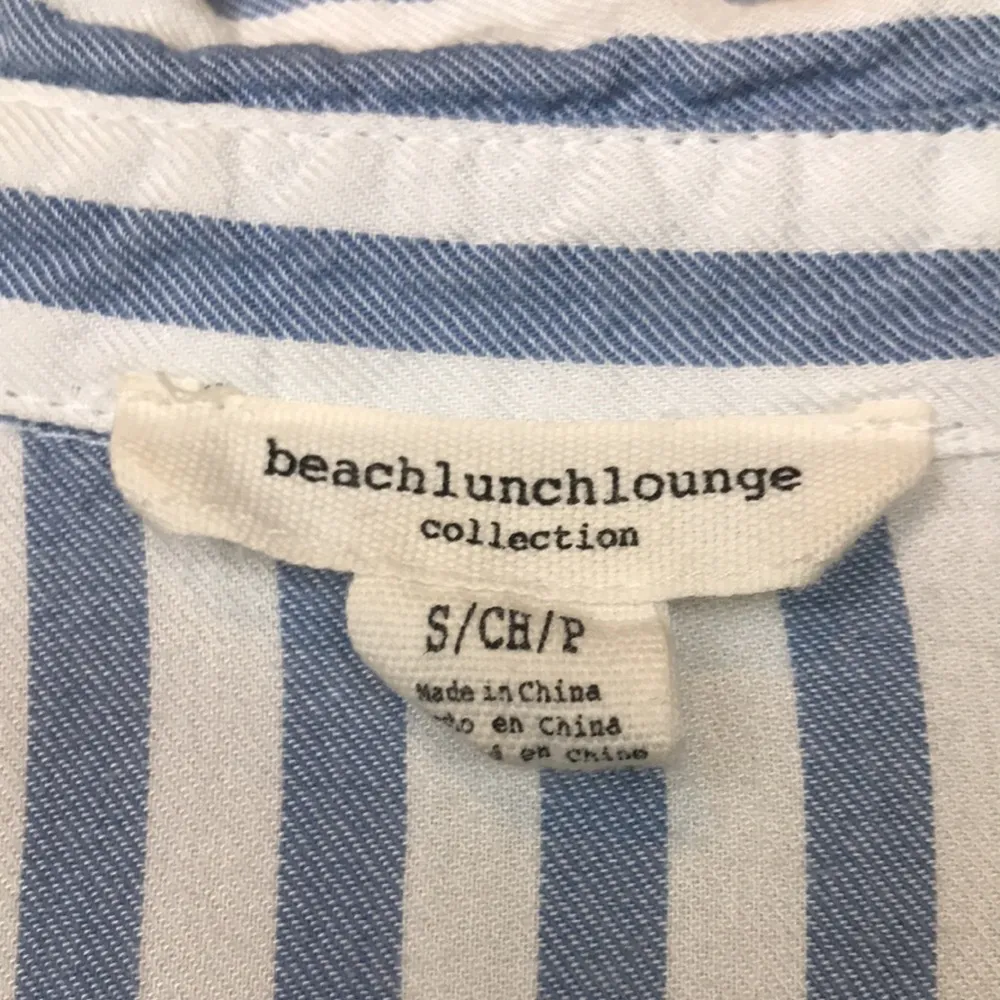 beachlunchlounge
collection
S/CH/P
Made in China
en China
en Chine